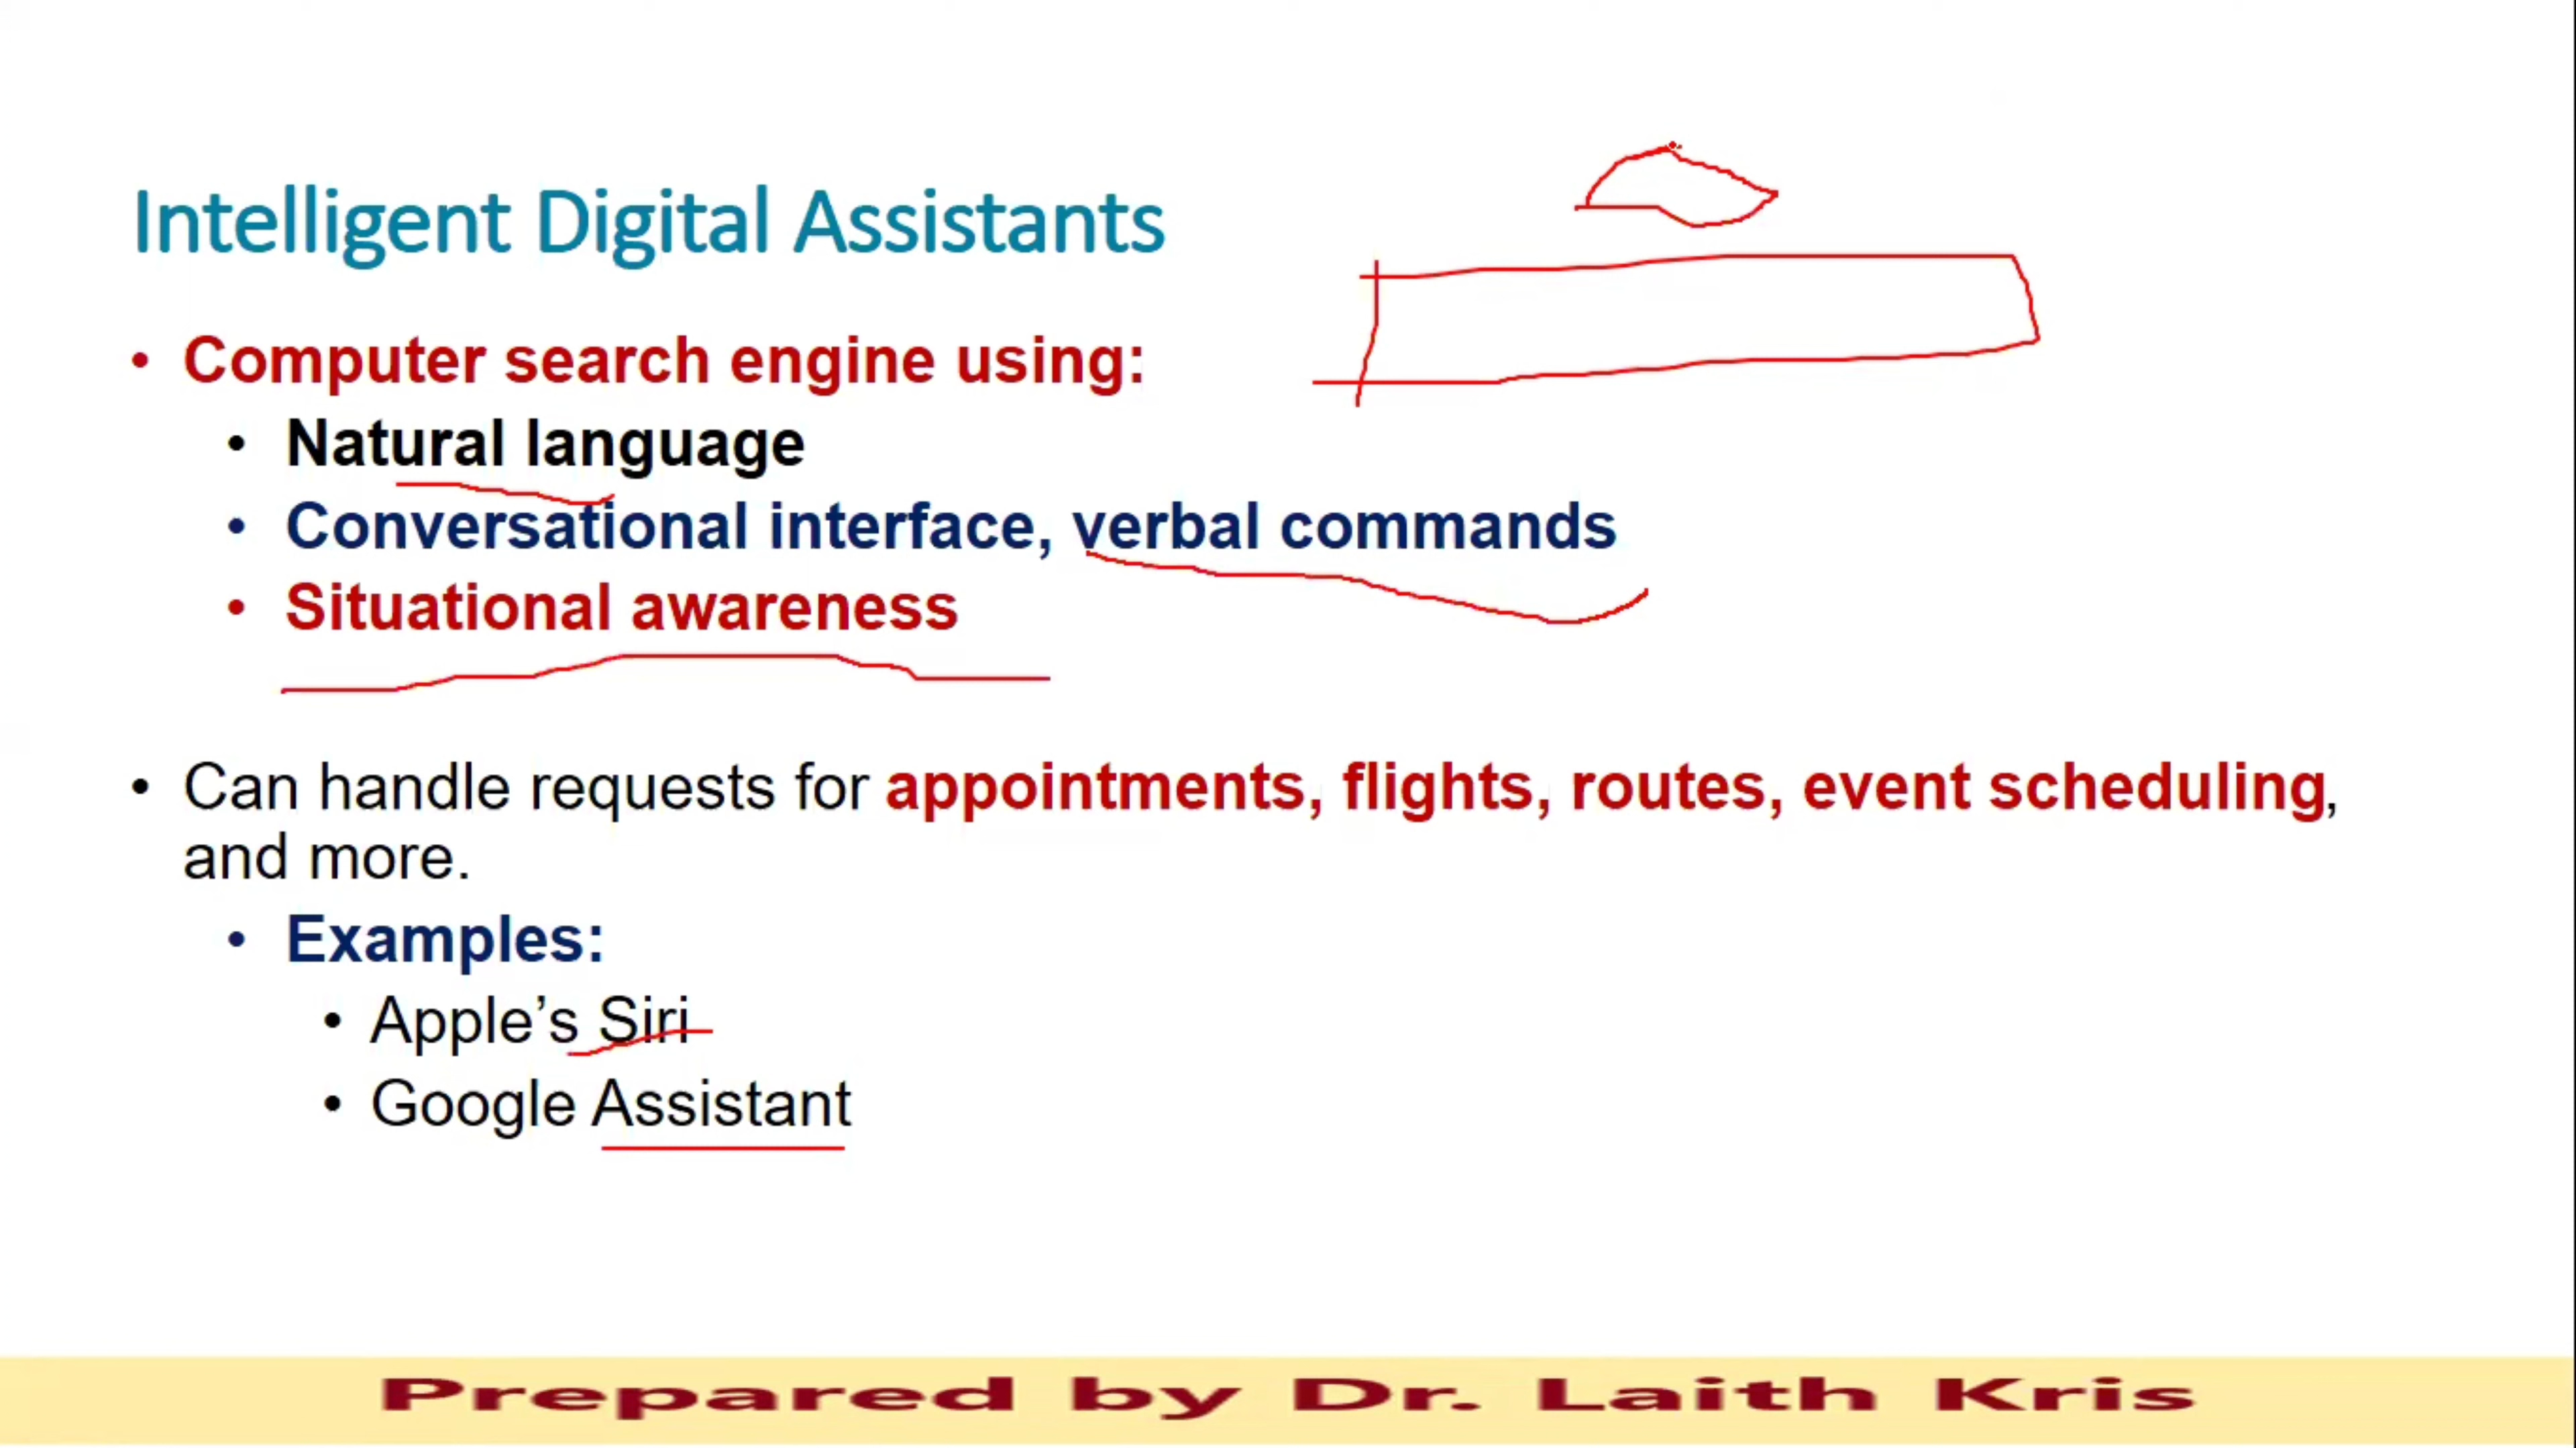 Intelligent Digital Assistants
• Computer search engine using:
• Natural language
• Conversational interface, verbal commands
• Situational awareness
• Can handle requests for appointments, flights, routes, event scheduling,
and more.
• Examples:
• Apple’s Siri
• Google Assistant
Prepared by Dr. Laith Kris